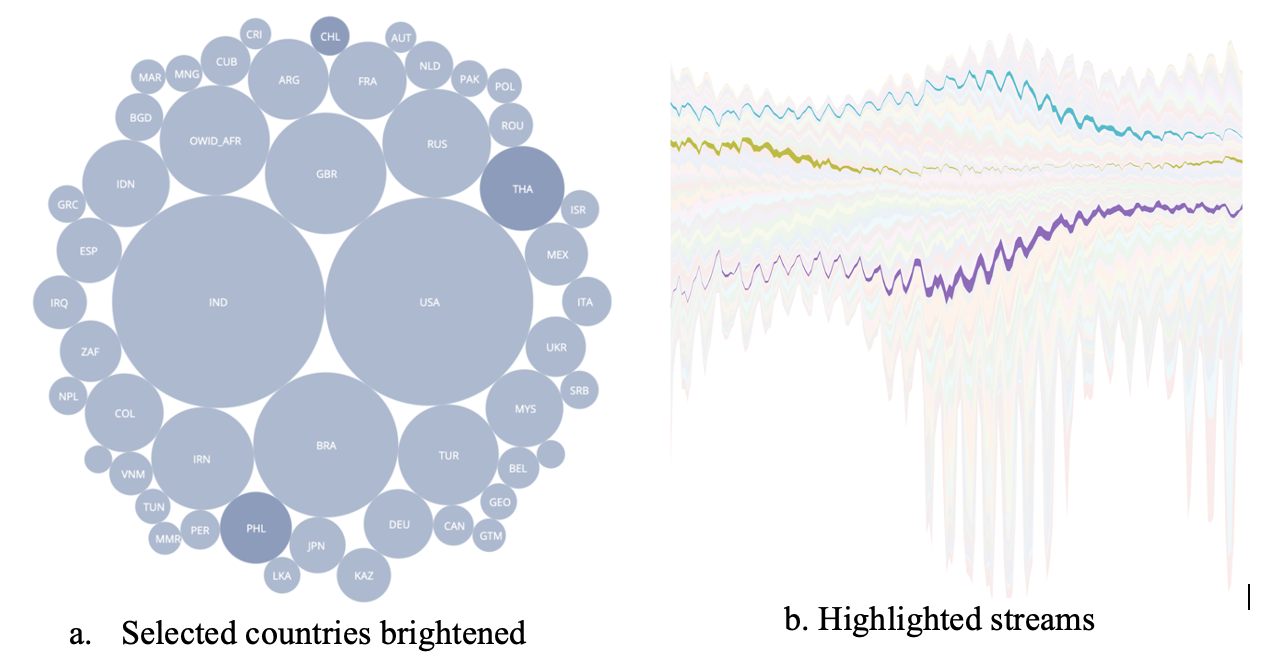 CRI
CHL
AUT
CUB
ARG
FRA
NLD
MAR
MNG
PAK
POL
BGD
OWID_AFR
RUS
ROU
GBR
IDN
THA
GRC
ISR
ESP
MEX
IRQ
IND
USA
ITA
ZAF
UKR
NPL
SRB
COL
MYS
BRA
IRN
TUR
VNM
BEL
TUN
GEO
PER
PHL
DEU
CAN
MMR
GTM
JPN
LKA
KAZ
a. Selected countries brightened
b. Highlighted streams